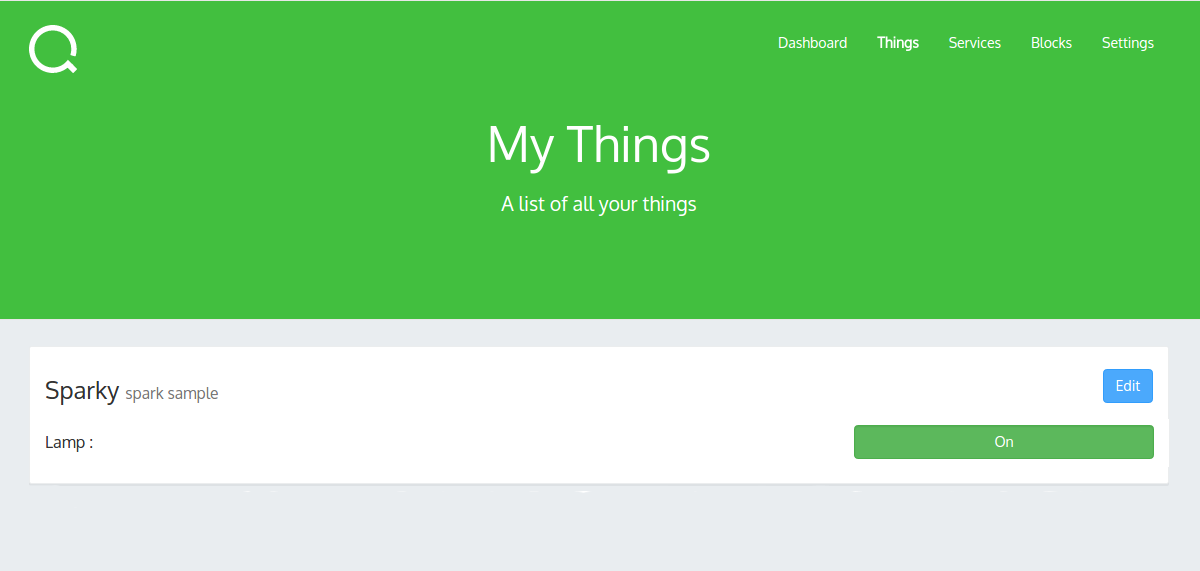 Dashboard Things Services Blocks Settings
My Things
A list of all your things
Sparky spark sample
Edit
Lamp :
On